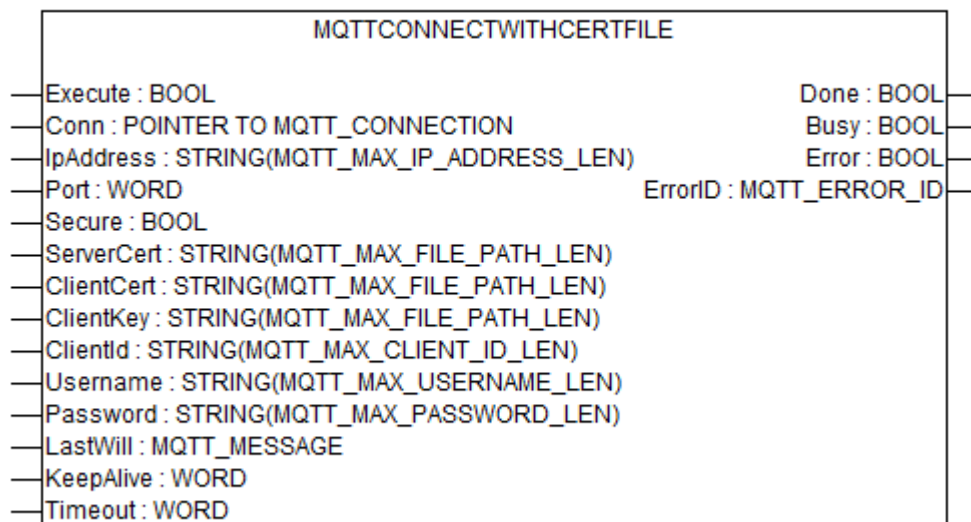 MQTTCONNECTWITHCERTFILE
Execute : BOOL Done : BOOL
Conn : POINTER TO MQTT_CONNECTION Busy : BOOL
IpAddress : STRING(MQTT_MAX_IP_ADDRESS_LEN) Error : BOOL
Port : WORD ErrorID : MQTT_ERROR_ID
Secure : BOOL
ServerCert : STRING(MQTT_MAX_FILE_PATH_LEN)
ClientCert : STRING(MQTT_MAX_FILE_PATH_LEN)
ClientKey : STRING(MQTT_MAX_FILE_PATH_LEN)
ClientId : STRING(MQTT_MAX_CLIENT_ID_LEN)
Username : STRING(MQTT_MAX_USERNAME_LEN)
Password : STRING(MQTT_MAX_PASSWORD_LEN)
LastWill : MQTT_MESSAGE
KeepAlive : WORD
Timeout : WORD